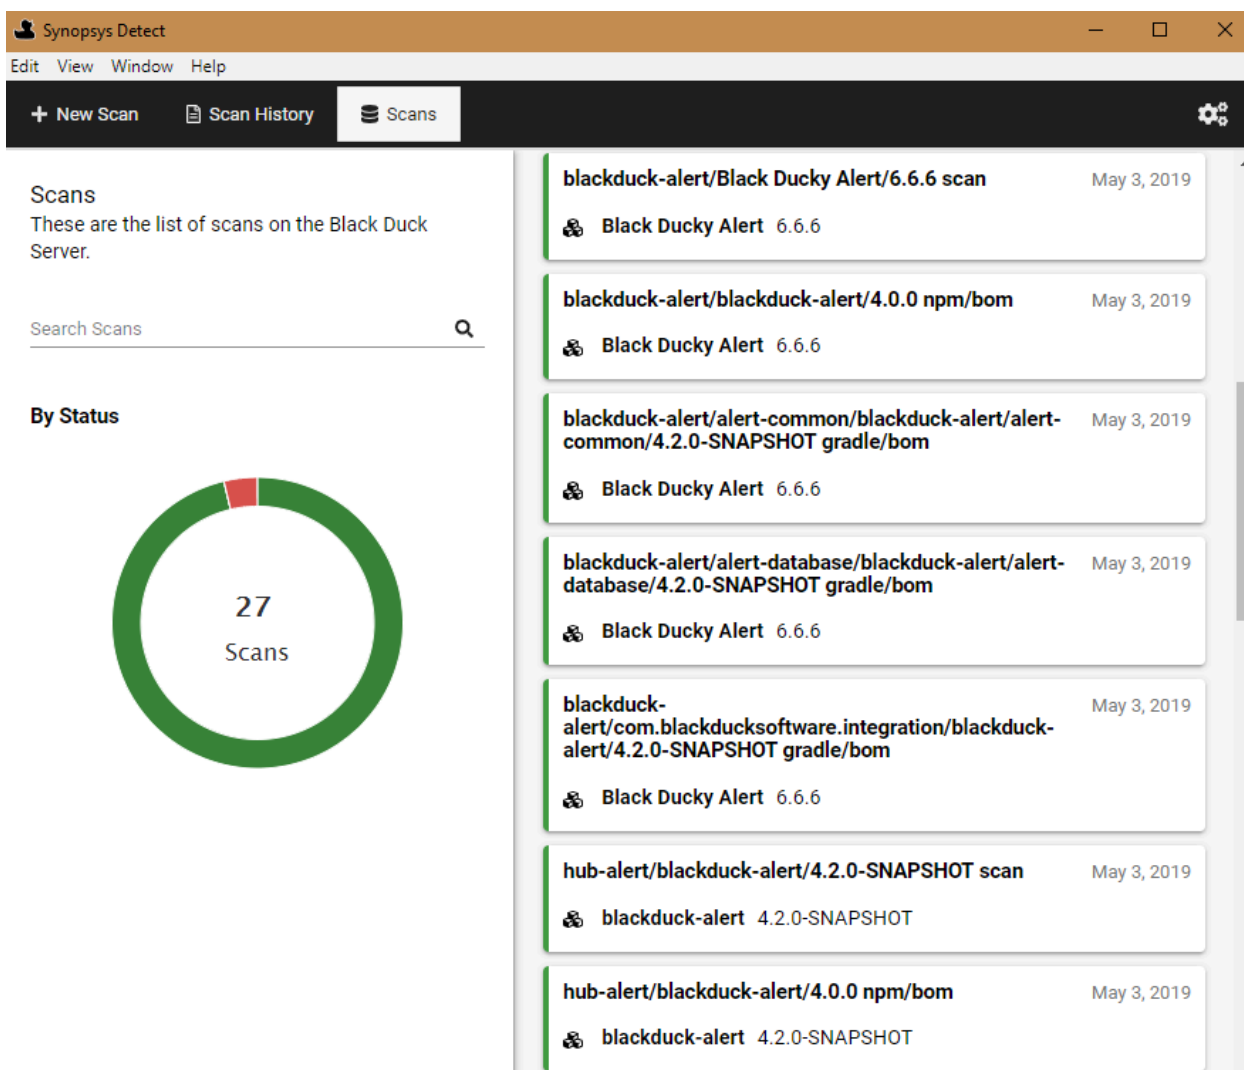 Synopsys Detect
Edit View Window Help
New Scan Scan History Scans
Scans
These are the list of scans on the Black Duck
Server.
Search Scans
By Status
27
Scans
blackduck-alert/Black Ducky Alert/6.6.6 scan May 3, 2019
Black Ducky Alert 6.6.6
blackduck-alert/blackduck-alert/4.0.0 npm/bom May 3, 2019
Black Ducky Alert 6.6.6
blackduck-alert/alert-common/blackduck-alert/alert- May 3, 2019
common/4.2.0-SNAPSHOT gradle/bom
Black Ducky Alert 6.6.6
blackduck-alert/alert-database/blackduck-alert/alert- May 3, 2019
database/4.2.0-SNAPSHOT gradle/bom
Black Ducky Alert 6.6.6
blackduck- May 3, 2019
alert/com.blackducksoftware.integration/blackduck-
alert/4.2.0-SNAPSHOT gradle/bom
Black Ducky Alert 6.6.6
hub-alert/blackduck-alert/4.2.0-SNAPSHOT scan May 3, 2019
blackduck-alert 4.2.0-SNAPSHOT
hub-alert/blackduck-alert/4.0.0 npm/bom May 3, 2019
blackduck-alert 4.2.0-SNAPSHOT